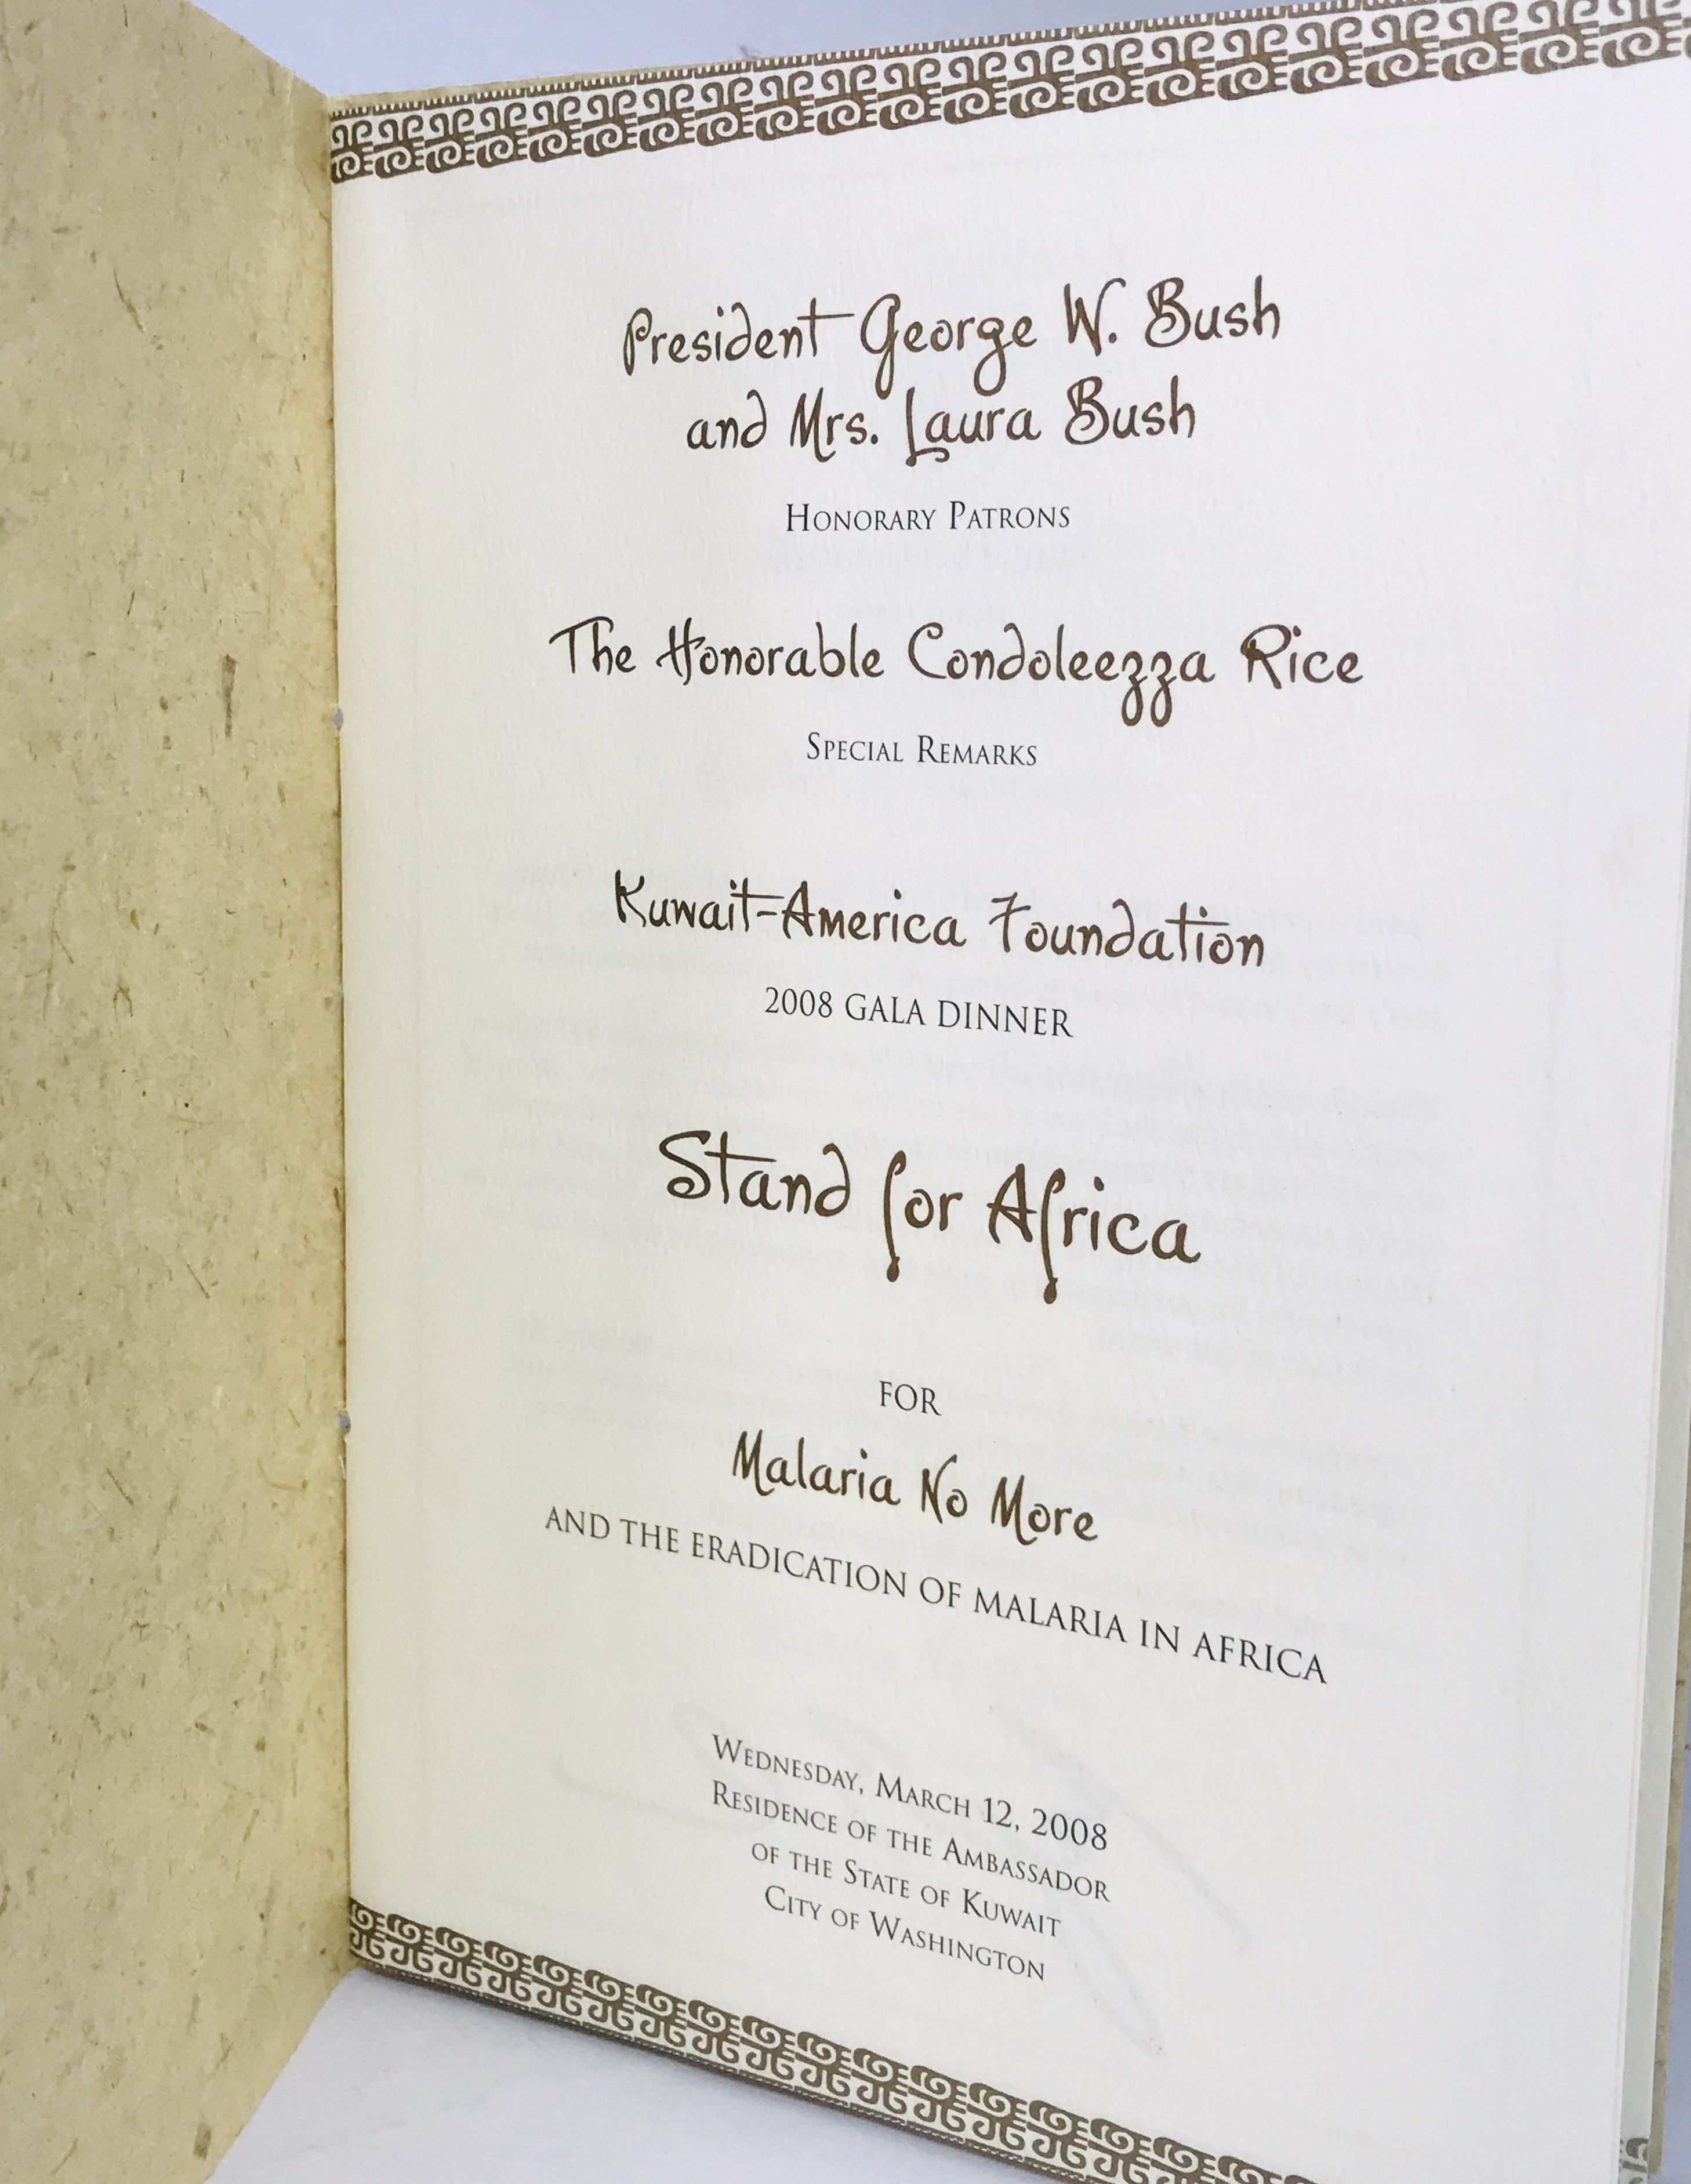 President George W. Bush
and Mrs. Laura Bush
Honorary Patrons
The Honorable Condoleezza Rice
Special Remarks
Kuwait-America Foundation
2008 GALA DINNER
Stand for Africa
FOR
Malaria No More
AND THE ERADICATION OF MALARIA IN AFRICA
Wednesday, March 12, 2008
Residence of the Ambassador
of the State of Kuwait
City of Washington